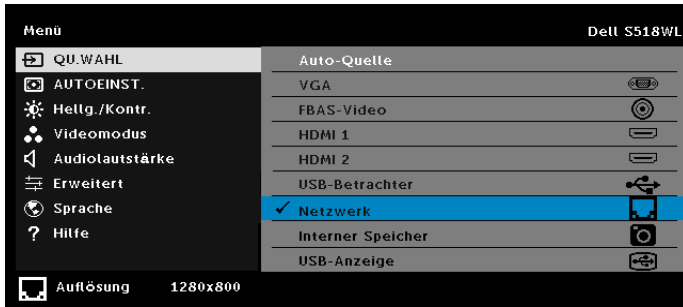 Menü
Dell S518WL
QU.WAHL
AUTOEINST.
Hellg./Kontr.
Videomodus
Audiolautstärke
Erweitert
Sprache
? Hilfe
Auto-Quelle
VGA
FBAS-Video
HDMI 1
HDMI 2
USB-Betrachter
✓ Netzwerk
Interner Speicher
USB-Anzeige
Auflösung 1280x800